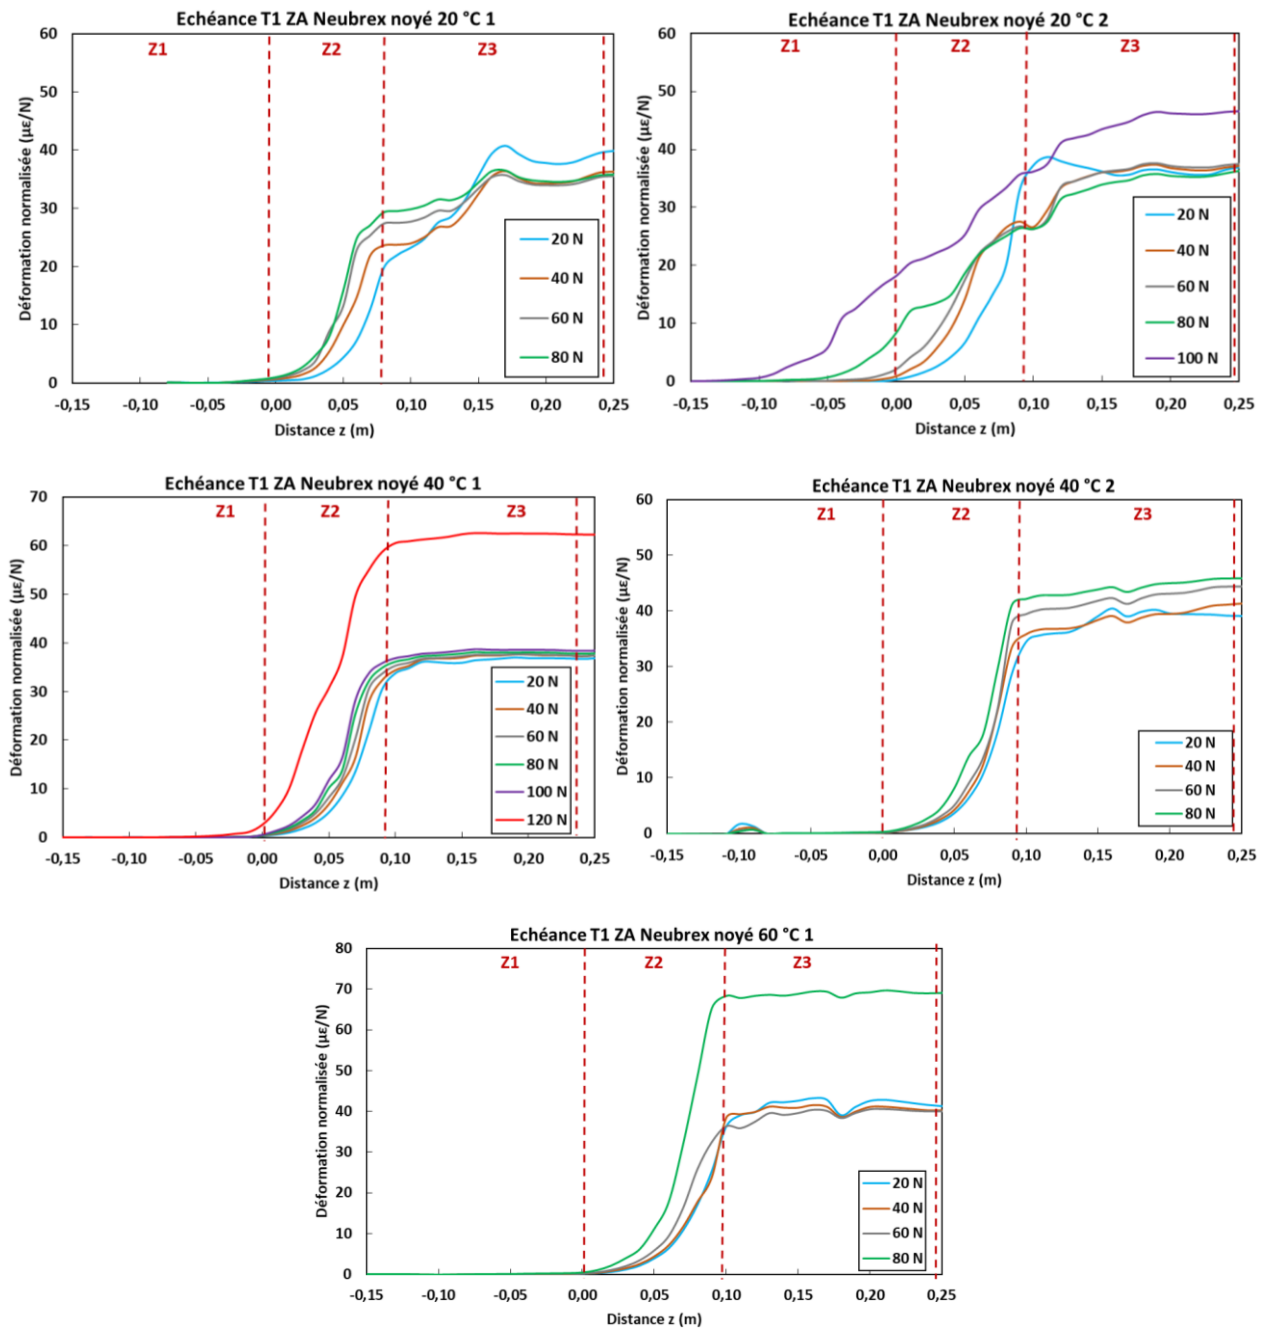 Echéance T1 ZA Neubrex noyé 20 °C 1
Z1 Z2 Z3
Déformation normalisée (µε/N)
60
50
40
30
20
10
0
20 N
40 N
60 N
80 N
-0,15 -0,10 -0,05 0,00 0,05 0,10 0,15 0,20 0,25
Distance z (m)
Echéance T1 ZA Neubrex noyé 20 °C 2
Z1 Z2 Z3
Déformation normalisée (µε/N)
60
50
40
30
20
10
0
20 N
40 N
60 N
80 N
100 N
-0,15 -0,10 -0,05 0,00 0,05 0,10 0,15 0,20 0,25
Distance z (m)
Echéance T1 ZA Neubrex noyé 40 °C 1
Z1 Z2 Z3
Déformation normalisée (µε/N)
70
60
50
40
30
20
10
0
20 N
40 N
60 N
80 N
100 N
120 N
-0,15 -0,10 -0,05 0,00 0,05 0,10 0,15 0,20 0,25
Distance z (m)
Echéance T1 ZA Neubrex noyé 40 °C 2
Z1 Z2 Z3
Déformation normalisée (µε/N)
60
50
40
30
20
10
0
20 N
40 N
60 N
80 N
-0,15 -0,10 -0,05 0,00 0,05 0,10 0,15 0,20 0,25
Distance z (m)
Echéance T1 ZA Neubrex noyé 60 °C 1
Z1 Z2 Z3
Déformation normalisée (µε/N)
80
70
60
50
40
30
20
10
0
20 N
40 N
60 N
80 N
-0,15 -0,10 -0,05 0,00 0,05 0,10 0,15 0,20 0,25
Distance z (m)